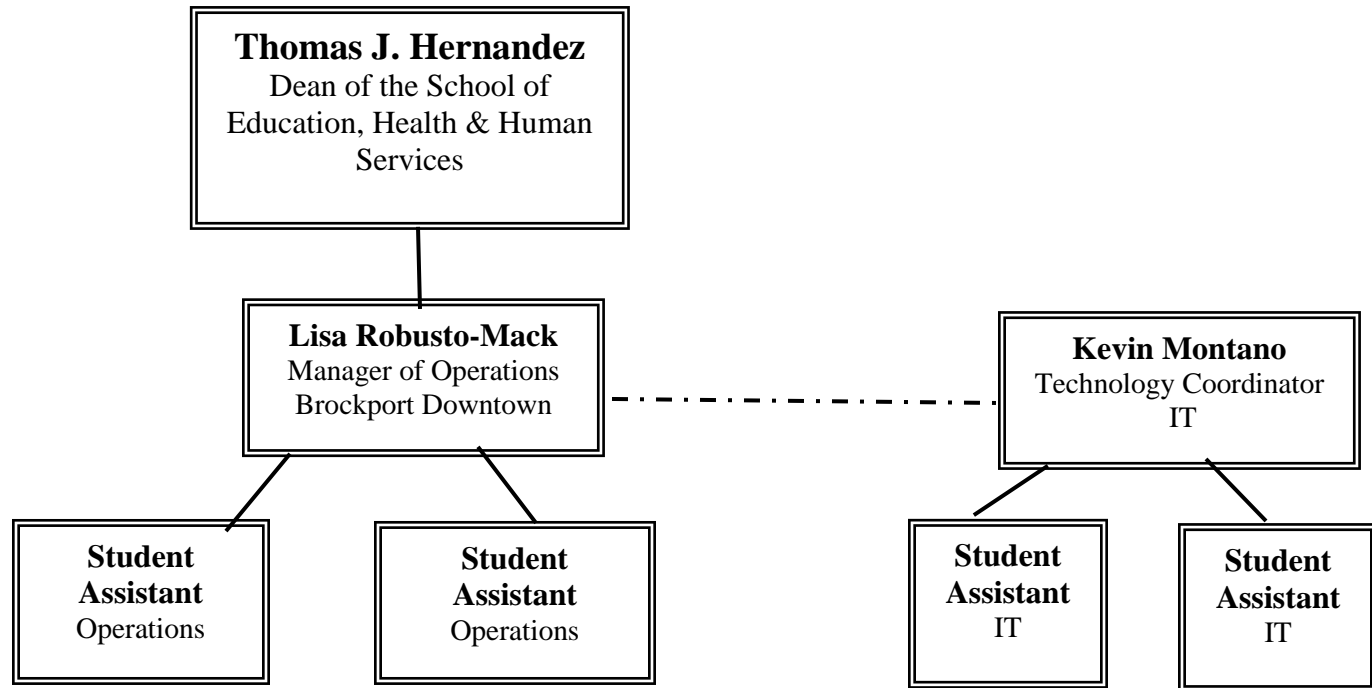 Thomas J. Hernandez
Dean of the School of
Education, Health & Human
Services
Lisa Robusto-Mack
Manager of Operations
Brockport Downtown
Kevin Montano
Technology Coordinator
IT
Student
Assistant
Operations
Student
Assistant
Operations
Student
Assistant
IT
Student
Assistant
IT